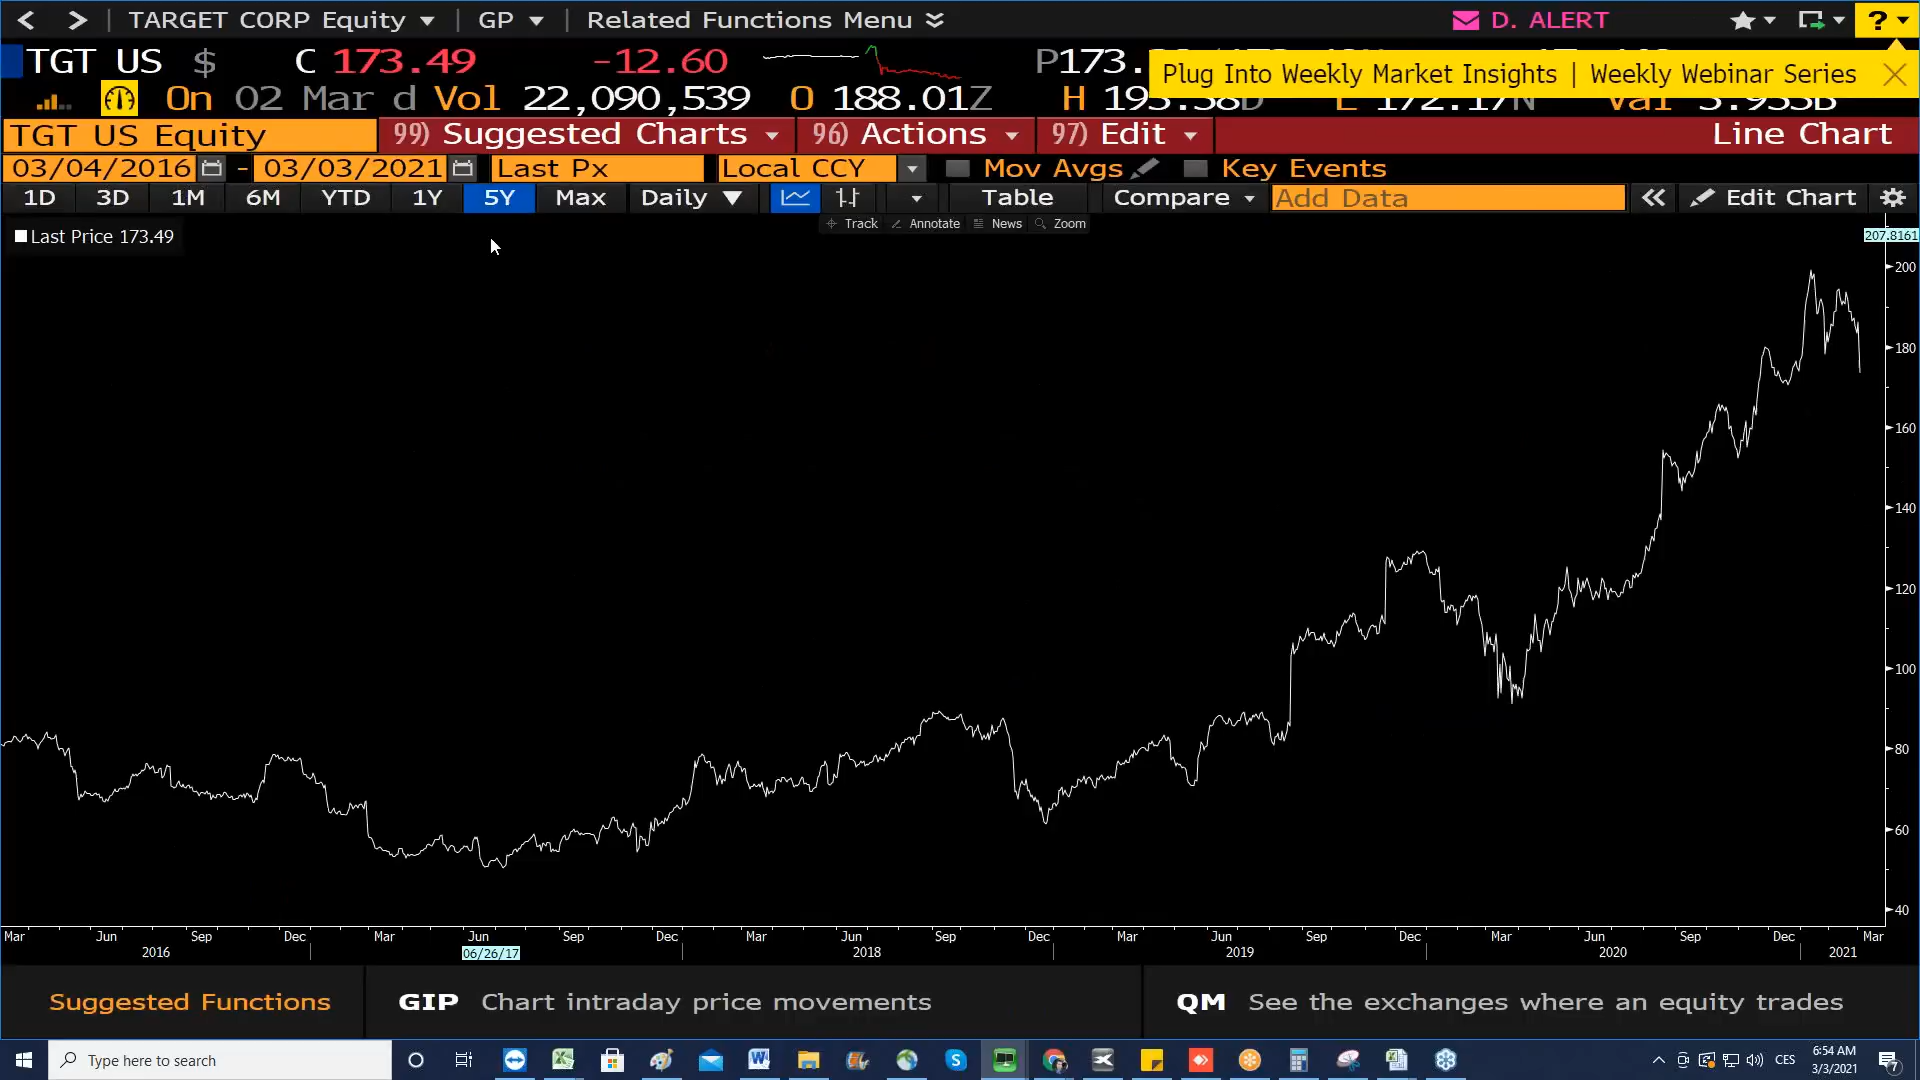 TARGET CORP Equity GP Related Functions Menu D. ALERT ?
TGT US $ C 173.49 -12.60 P173.
Plug Into Weekly Market Insights | Weekly Webinar Series
On 02 Mar d Vol 22,090,539 O 188.01Z H 193.58D
TGT US Equity 99) Suggested Charts 96) Actions 97) Edit Line Chart
03/04/2016 - 03/03/2021 Last Px Local CCY Mov Avgs Key Events
1D 3D 1M 6M YTD 1Y 5Y Max Daily ▼ Table Compare Add Data « Edit Chart
Track Annotate News Zoom
Last Price 173.49
207.8161
200
180
160
140
120
100
80
60
40
Mar Jun Sep Dec Mar Jun Sep Dec Mar Jun Sep Dec Mar Jun Sep Dec Mar Jun Sep Dec Mar
2016 06/26/17 2018 2019 2020 2021
Suggested Functions GIP Chart intraday price movements QM See the exchanges where an equity trades
Type here to search CES 6:54 AM
3/3/2021 7